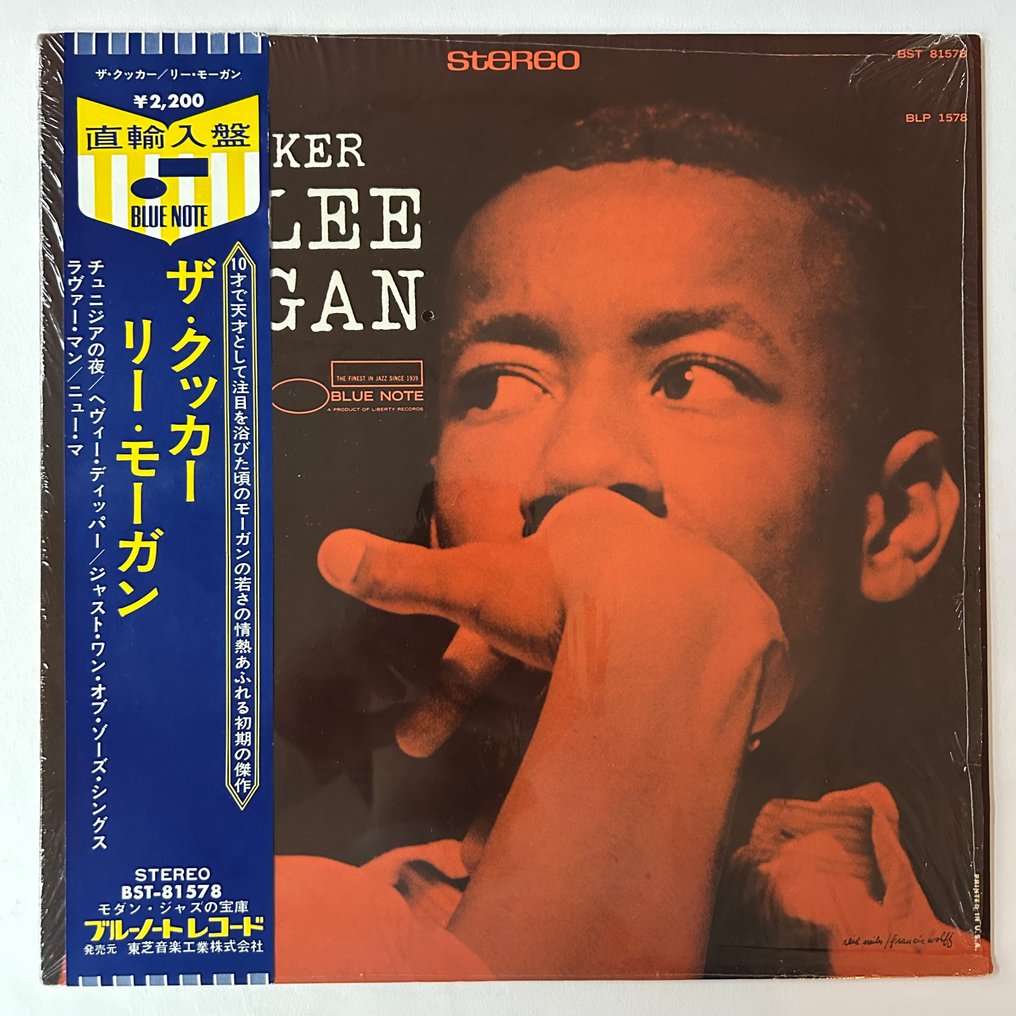 ザ・クッカー/リー・モーガン
¥2,200
直輸入盤
BLUE NOTE
10才で天才として注目を浴びた頃のモーガンの若さの情熱あふれる初期の傑作
ザ・クッカー
リー・モーガン
チュニジアの夜/ヘヴィー・ディッパー/ジャスト・ワン・オブ・ゾーズ・シングス
ラヴァー・マン/ニュー・マ
STEREO
BST-81578
モダン・ジャズの宝庫
ブルーノート レコード
発売元 東芝音楽工業株式会社
stereo
BST 81578
BLP 1578
KER
LEE
GAN
THE FINEST IN JAZZ SINCE 1939
BLUE NOTE
A PRODUCT OF LIBERTY RECORDS
reid miles/francis wolff
PRINTED IN U.S.A.